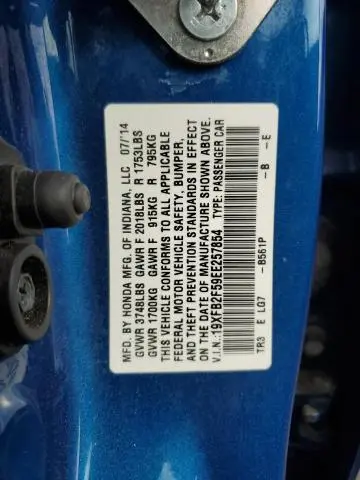 MFD. BY HONDA MFG. OF INDIANA, LLC 07/'14
GVWR 3748LBS GAWR F 2018LBS R 1753LBS
GVWR 1700KG GAWR F 915KG R 795KG
THIS VEHICLE CONFORMS TO ALL APPLICABLE
FEDERAL MOTOR VEHICLE SAFETY, BUMPER,
AND THEFT PREVENTION STANDARDS IN EFFECT
ON THE DATE OF MANUFACTURE SHOWN ABOVE.
V.I.N.:19XFB2F59EE257854 TYPE: PASSENGER CAR
TR3 E LG7 -B561P -B -E